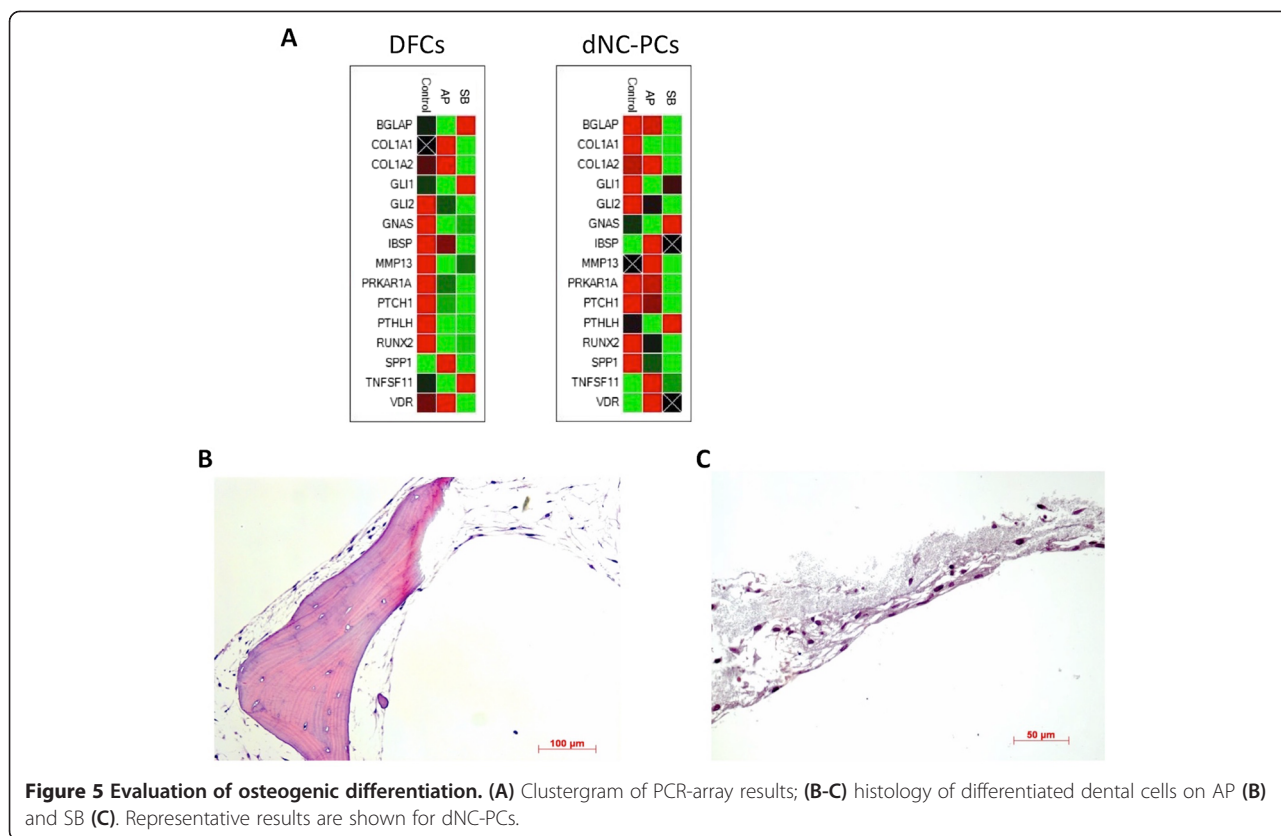 A
DFCs
dNC-PCs
Control
AP
SB
BGLAP
COL1A1
COL1A2
GLI1
GLI2
GNAS
IBSP
MMP13
PRKAR1A
PTCH1
PTHLH
RUNX2
SPP1
TNFSF11
VDR
Control
AP
SB
BGLAP
COL1A1
COL1A2
GLI1
GLI2
GNAS
IBSP
MMP13
PRKAR1A
PTCH1
PTHLH
RUNX2
SPP1
TNFSF11
VDR
B
100 µm
C
50 µm
Figure 5 Evaluation of osteogenic differentiation. (A) Clustergram of PCR-array results; (B-C) histology of differentiated dental cells on AP (B)
and SB (C). Representative results are shown for dNC-PCs.